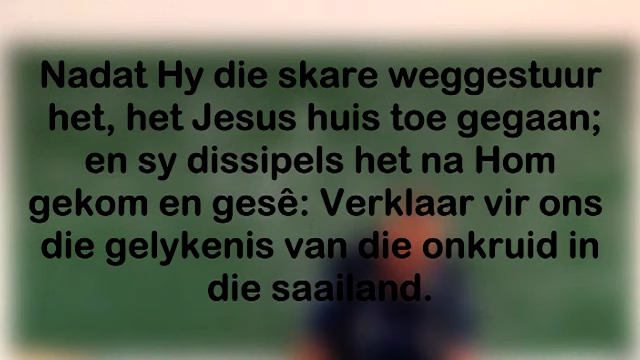 Nadat Hy die skare weggestuur
het, het Jesus huis toe gegaan;
en sy dissipels het na Hom
gekom en gesê: Verklaar vir ons
die gelykenis van die onkruid in
die saailand.